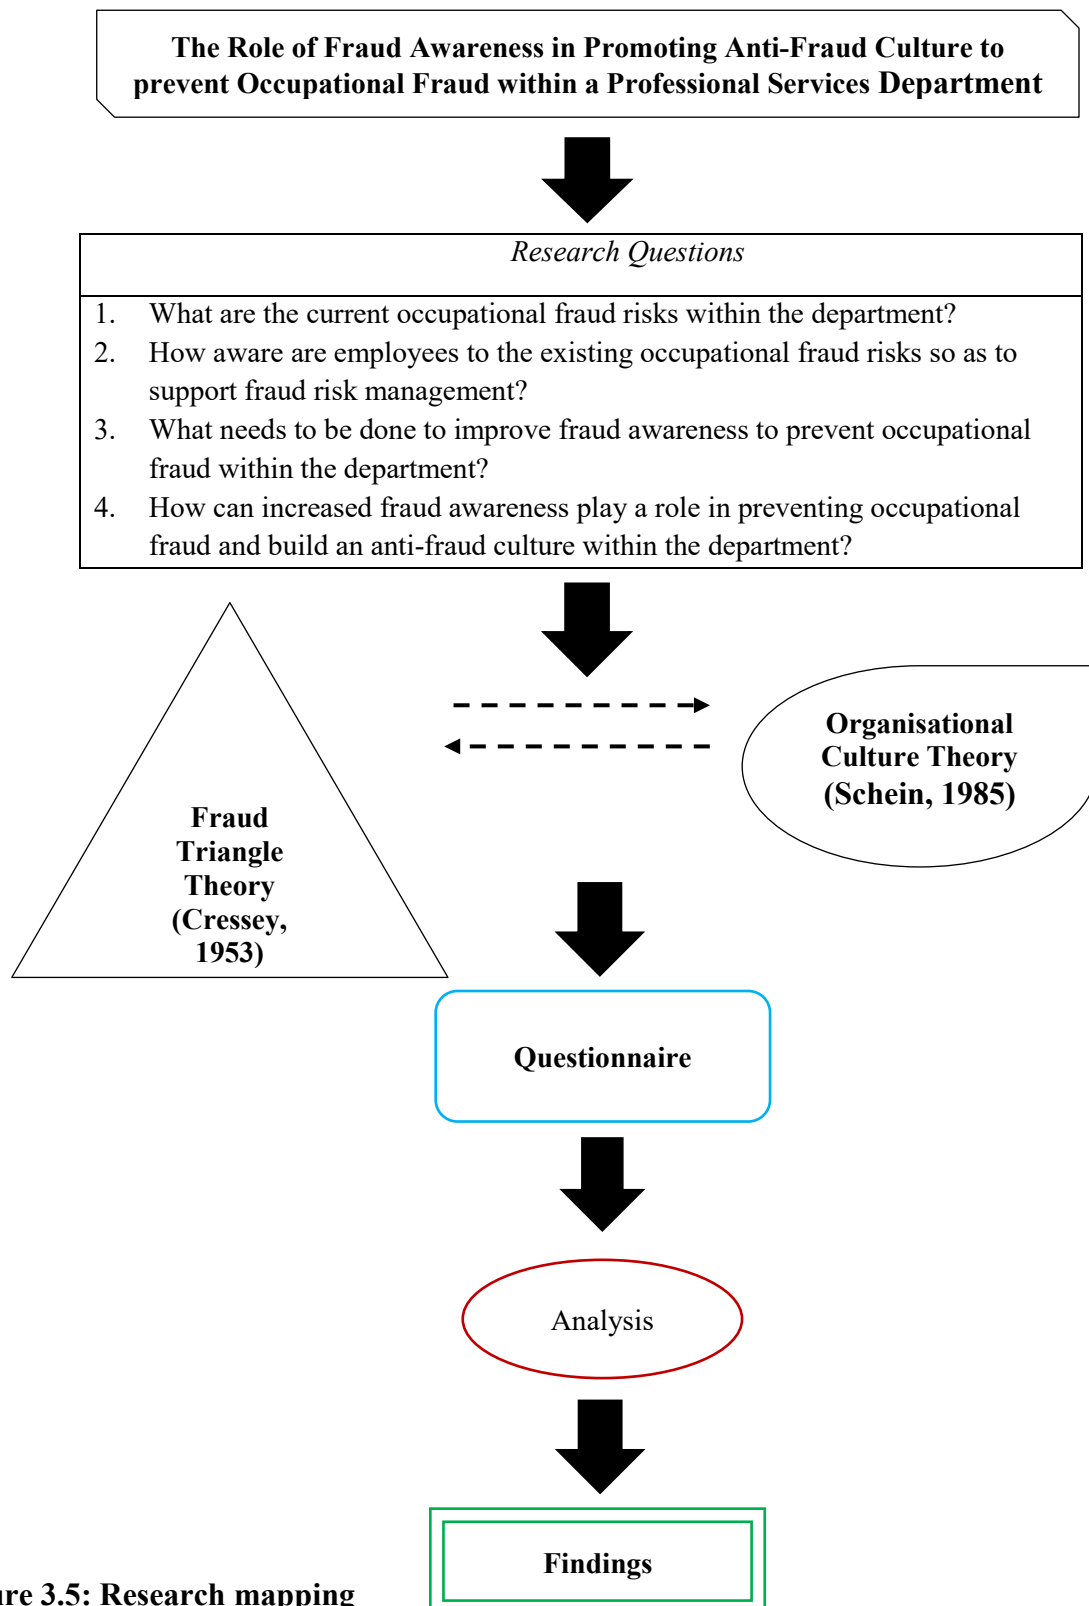 The Role of Fraud Awareness in Promoting Anti-Fraud Culture to
prevent Occupational Fraud within a Professional Services Department
Research Questions
1. What are the current occupational fraud risks within the department?
2. How aware are employees to the existing occupational fraud risks so as to
support fraud risk management?
3. What needs to be done to improve fraud awareness to prevent occupational
fraud within the department?
4. How can increased fraud awareness play a role in preventing occupational
fraud and build an anti-fraud culture within the department?
Fraud
Triangle
Theory
(Cressey,
1953)
Organisational
Culture Theory
(Schein, 1985)
Questionnaire
Analysis
Findings
ure 3.5: Research mapping